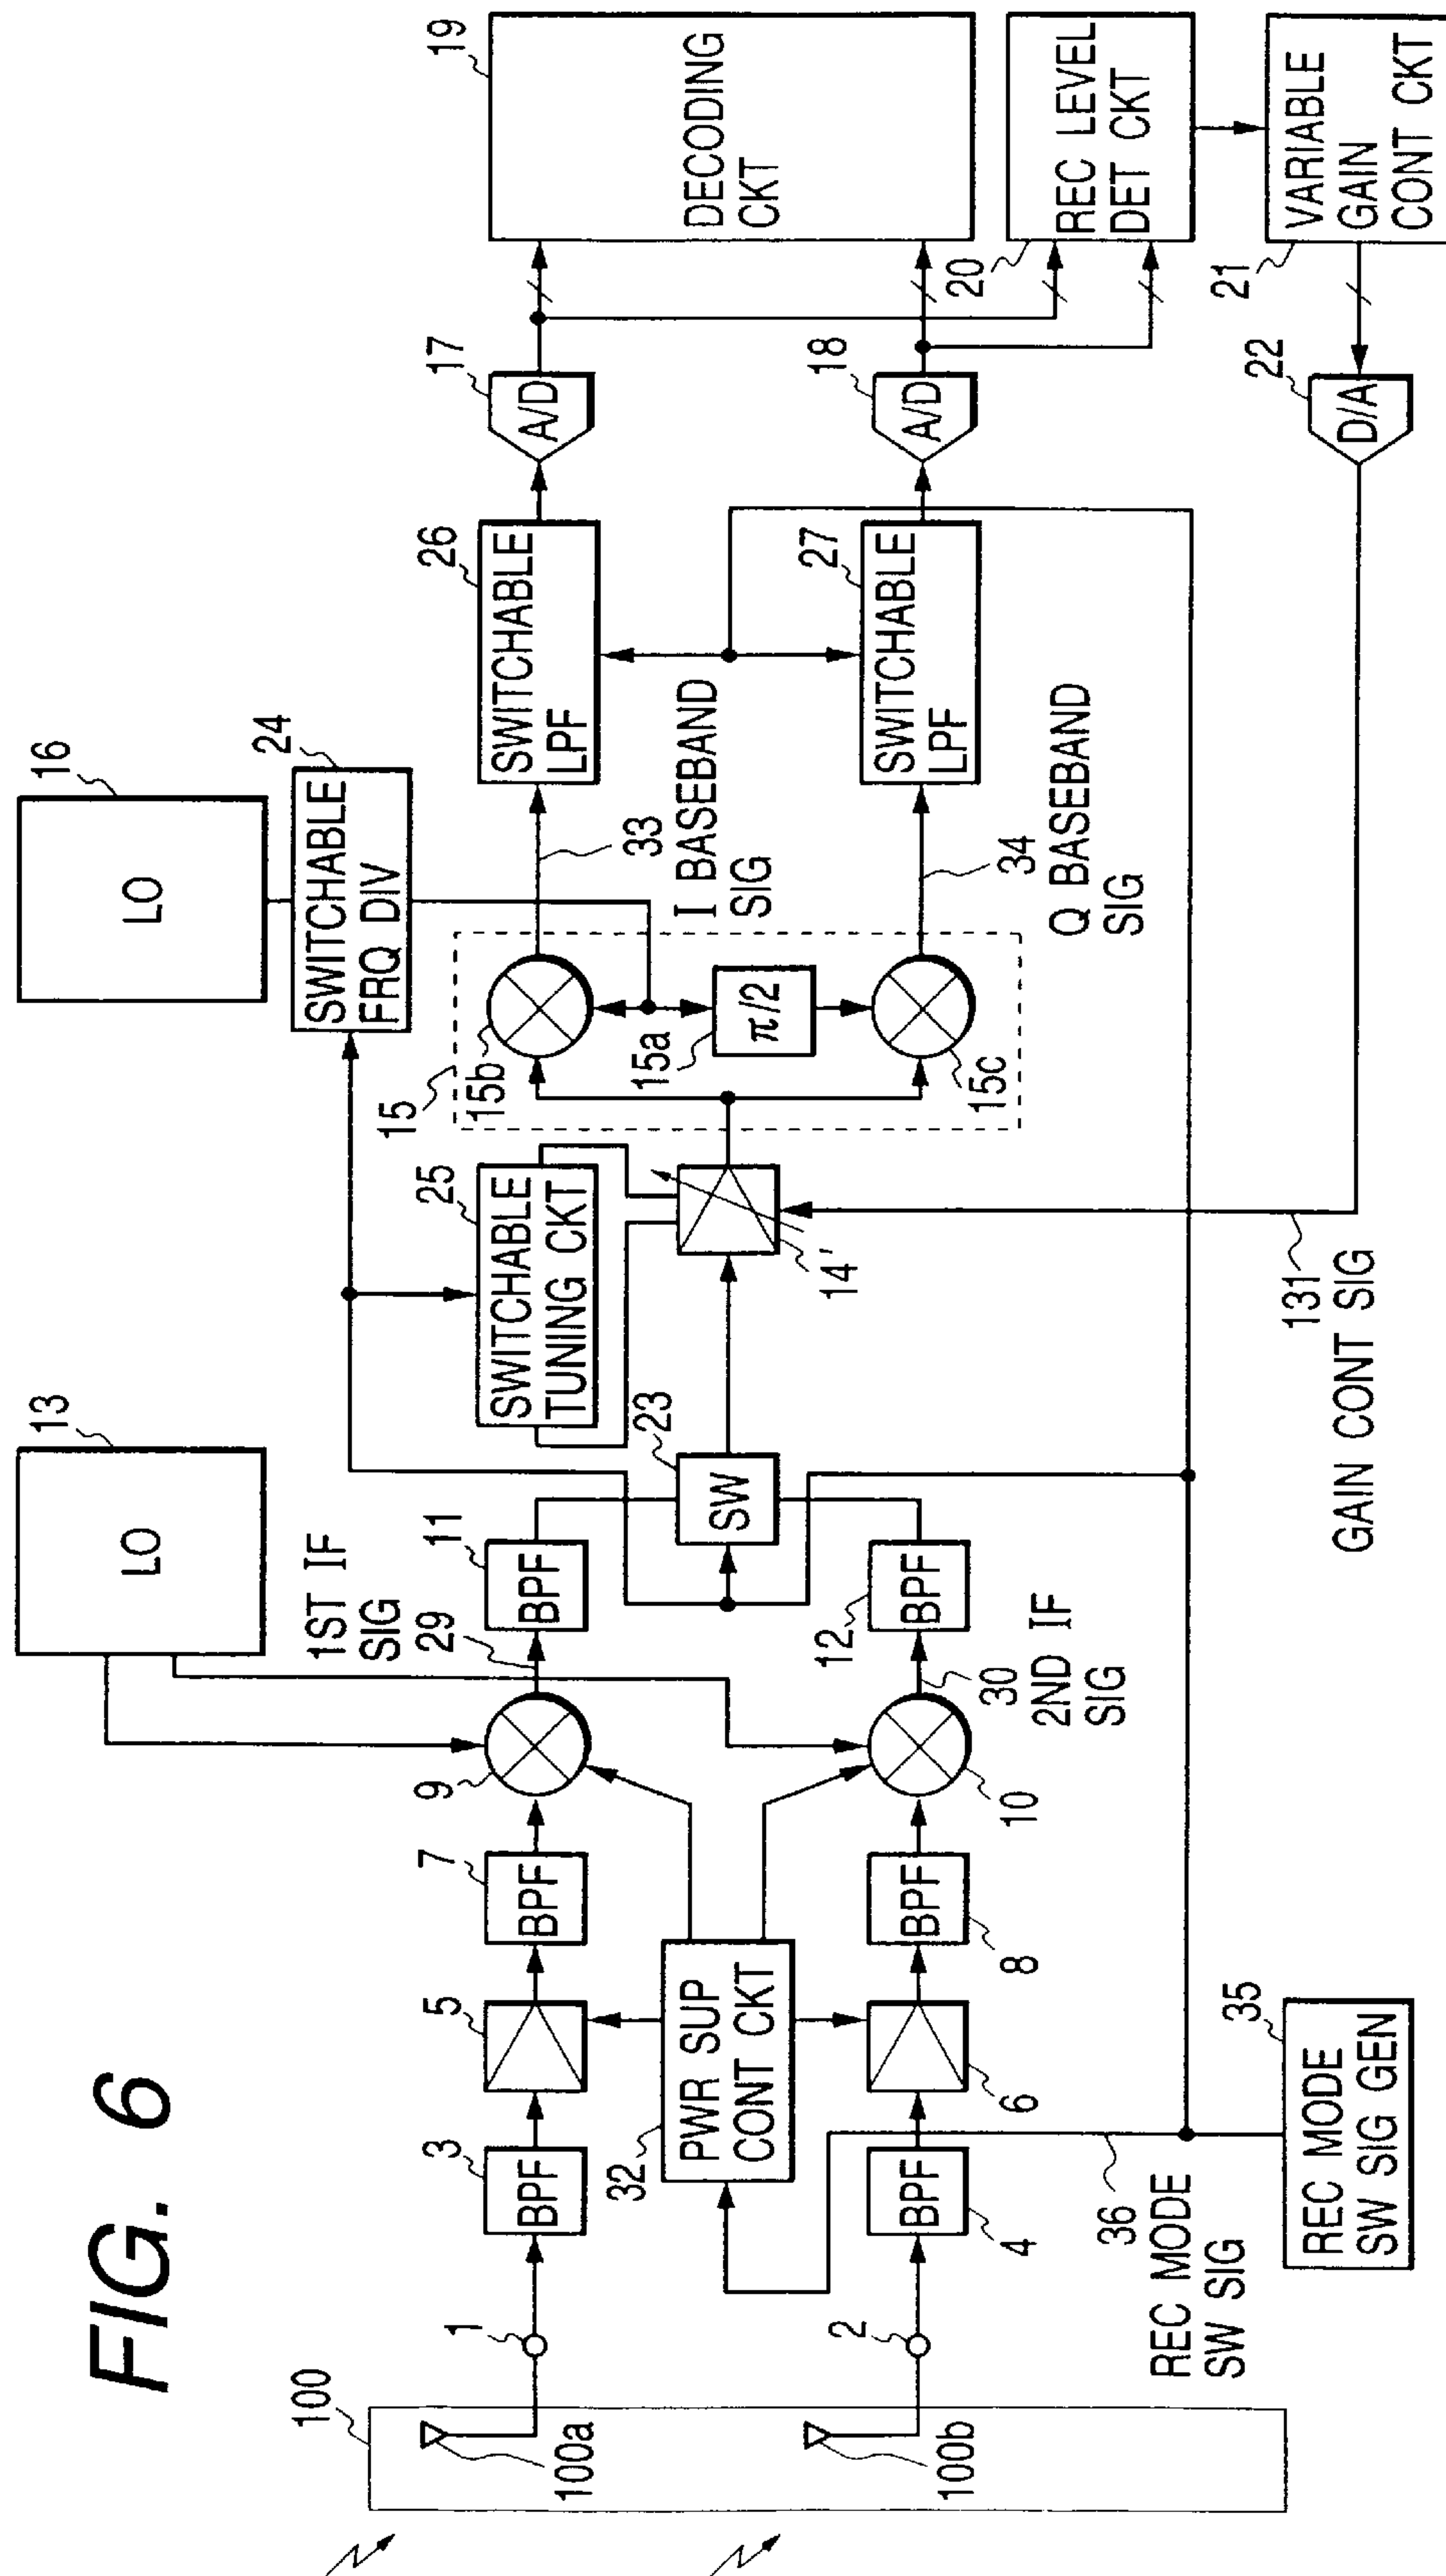 FIG. 6
100
100a
100b
1
2
3
BPF
4
BPF
5
6
PWR SUP
CONT CKT
32
7
BPF
8
BPF
9
10
13
LO
1ST IF
SIG
29
30
2ND IF
SIG
11
BPF
12
BPF
23
SW
25
SWITCHABLE
TUNING CKT
14'
15
15b
15a
π/2
15c
16
LO
24
SWITCHABLE
FRQ DIV
33
I BASEBAND
SIG
34
Q BASEBAND
SIG
26
SWITCHABLE
LPF
27
SWITCHABLE
LPF
17
A/D
18
A/D
19
DECODING
CKT
20
REC LEVEL
DET CKT
21
VARIABLE
GAIN
CONT CKT
22
D/A
131
GAIN CONT SIG
36
REC MODE
SW SIG
35
REC MODE
SW SIG GEN